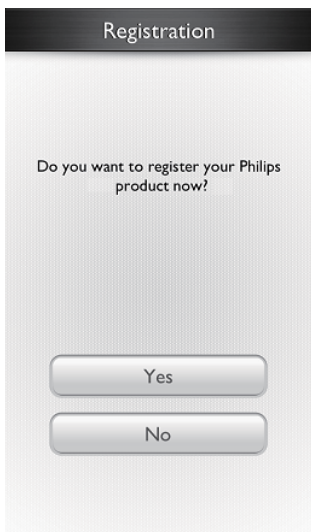 Registration
Do you want to register your Philips
product now?
Yes
No